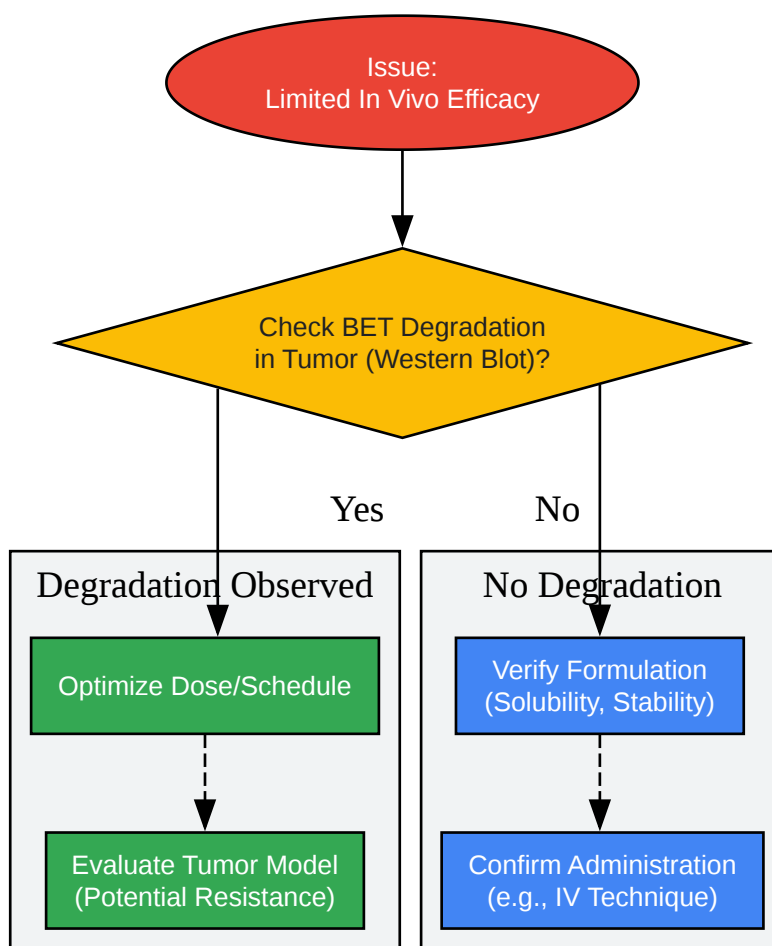 Issue:
Limited In Vivo Efficacy
Check BET Degradation
in Tumor (Western Blot)?
Yes
No
Degradation Observed
Optimize Dose/Schedule
Evaluate Tumor Model
(Potential Resistance)
No Degradation
Verify Formulation
(Solubility, Stability)
Confirm Administration
(e.g., IV Technique)